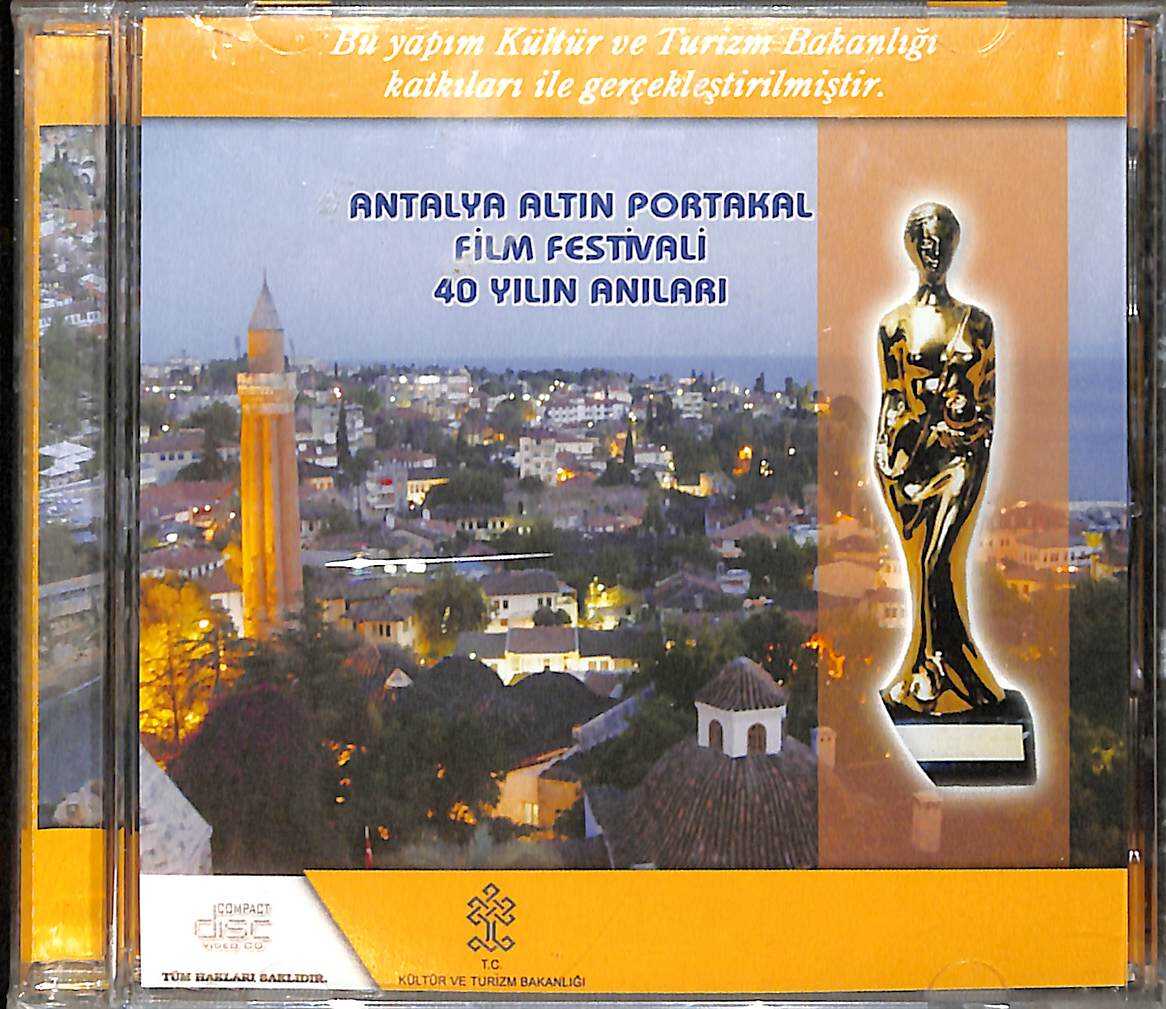 Bu yapım Kültür ve Turizm Bakanlığı
katkıları ile gerçekleştirilmiştir.
ANTALYA ALTIN PORTAKAL
FİLM FESTİVALİ
40 YILIN ANILARI
COMPACT
disc
VIDEO CD
TÜM HAKLARI SAKLIDIR.
T.C.
KÜLTÜR VE TURİZM BAKANLIĞI